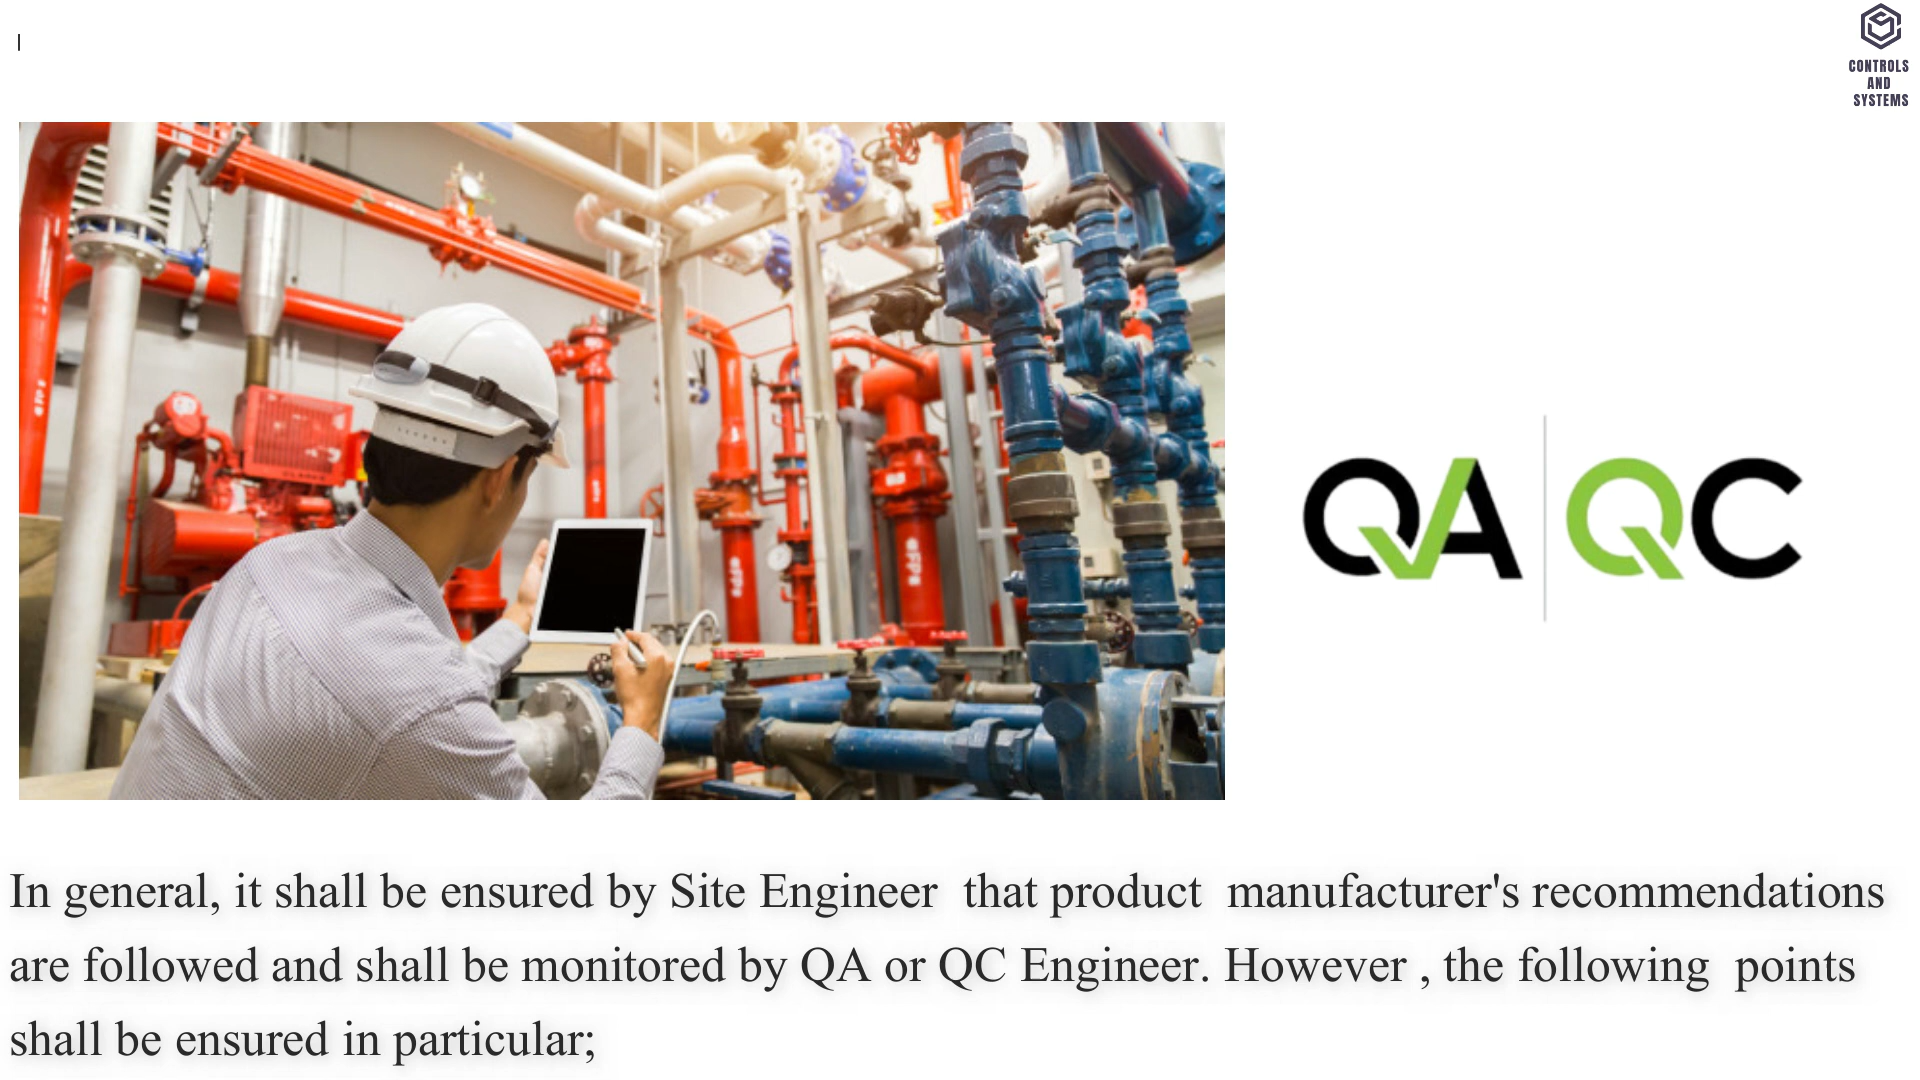 |
CONTROLS
AND
SYSTEMS
QA QC
In general, it shall be ensured by Site Engineer  that product  manufacturer's recommendations
are followed and shall be monitored by QA or QC Engineer. However , the following  points
shall be ensured in particular;